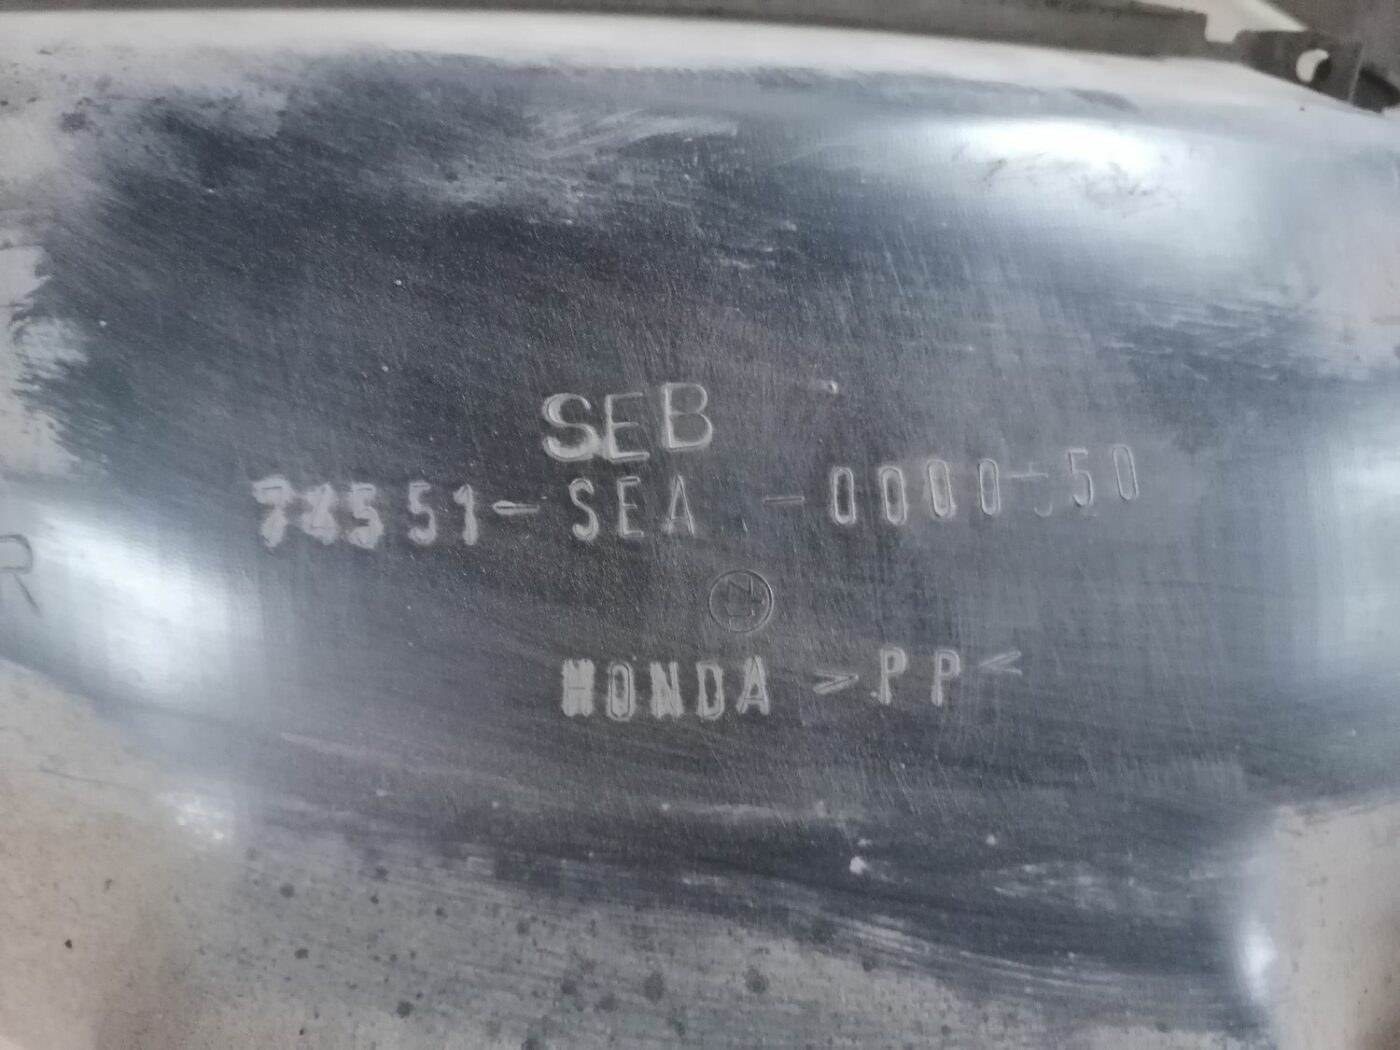 SEB
74551-SEA-0000-50
R
HONDA >PP<